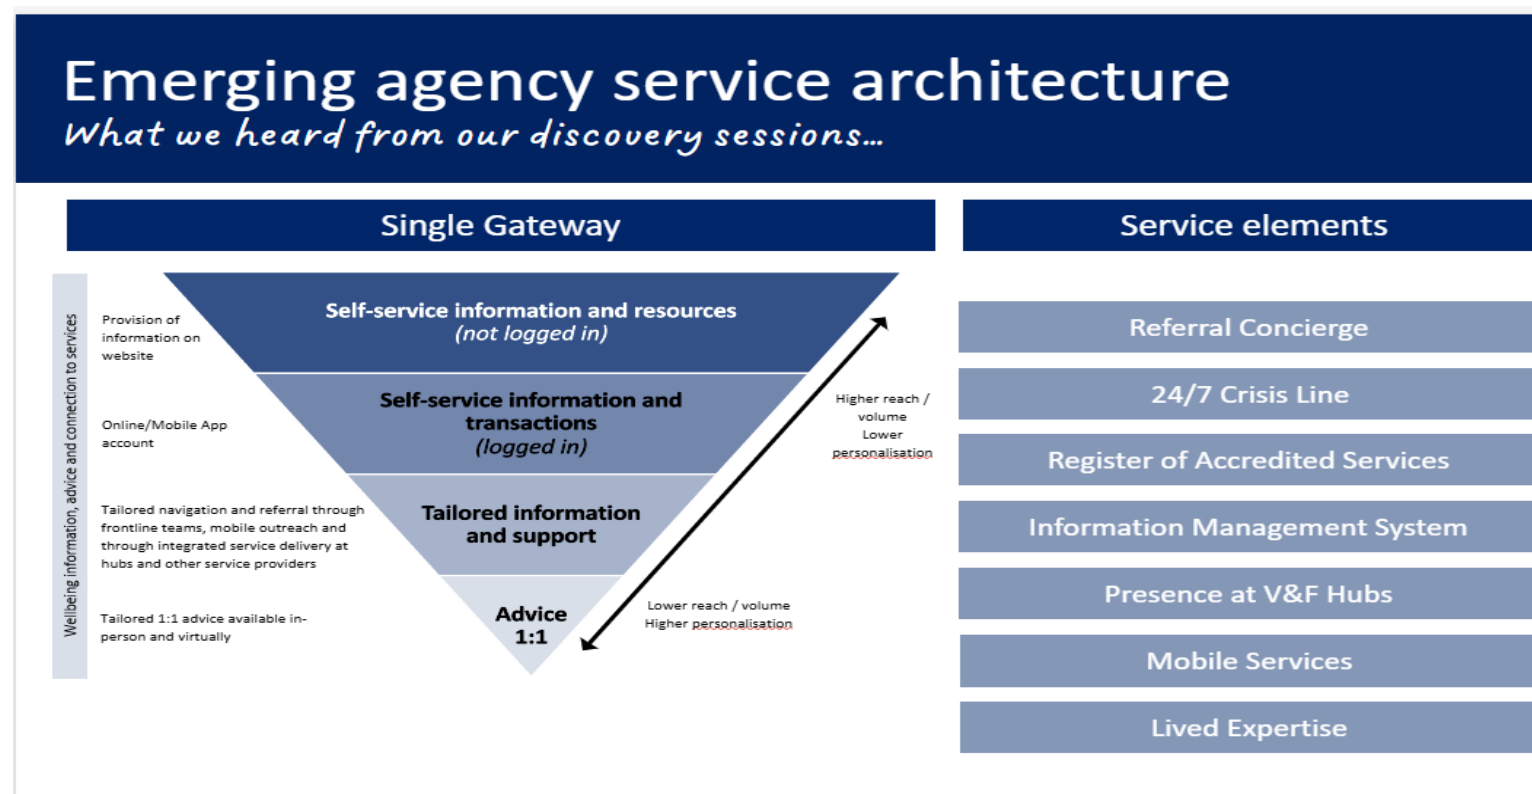 Emerging agency service architecture
What we heard from our discovery sessions...
Single Gateway
Wellbeing information, advice and connection to services
Provision of
information on
website
Self-service information and resources
(not logged in)
Online/Mobile App
account
Self-service information and
transactions
(logged in)
Higher reach /
volume
Lower
personalisation
Tailored navigation and referral through
frontline teams, mobile outreach and
through integrated service delivery at
hubs and other service providers
Tailored information
and support
Tailored 1:1 advice available in-
person and virtually
Advice
1:1
Lower reach / volume
Higher personalisation
Service elements
Referral Concierge
24/7 Crisis Line
Register of Accredited Services
Information Management System
Presence at V&F Hubs
Mobile Services
Lived Expertise